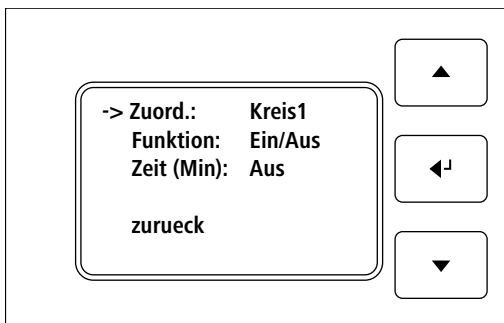 -> Zuord.: Kreis1
Funktion: Ein/Aus
Zeit (Min): Aus
zurueck